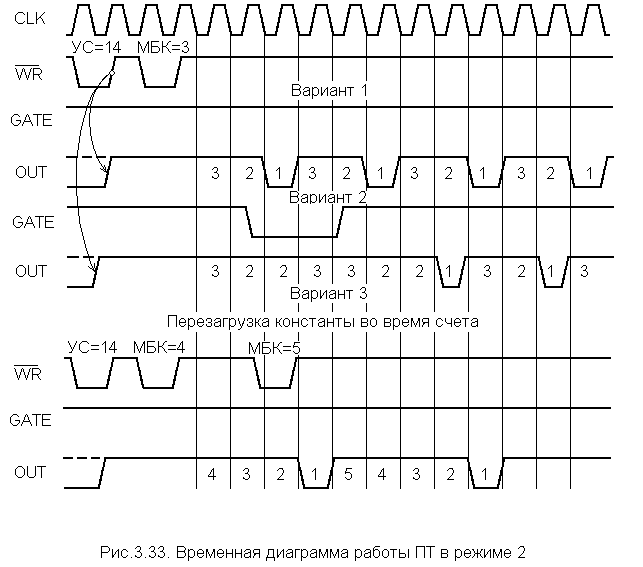 CLK
УС=14 МБК=3
WR
Вариант 1
GATE
OUT 3 2 1 3 2 1 3 2 1 3 2 1
Вариант 2
GATE
OUT 3 2 2 3 3 2 2 1 3 2 1 3
Вариант 3
Перезагрузка константы во время счета
УС=14 МБК=4 МБК=5
WR
GATE
OUT 4 3 2 1 5 4 3 2 1
Рис.3.33. Временная диаграмма работы ПТ в режиме 2